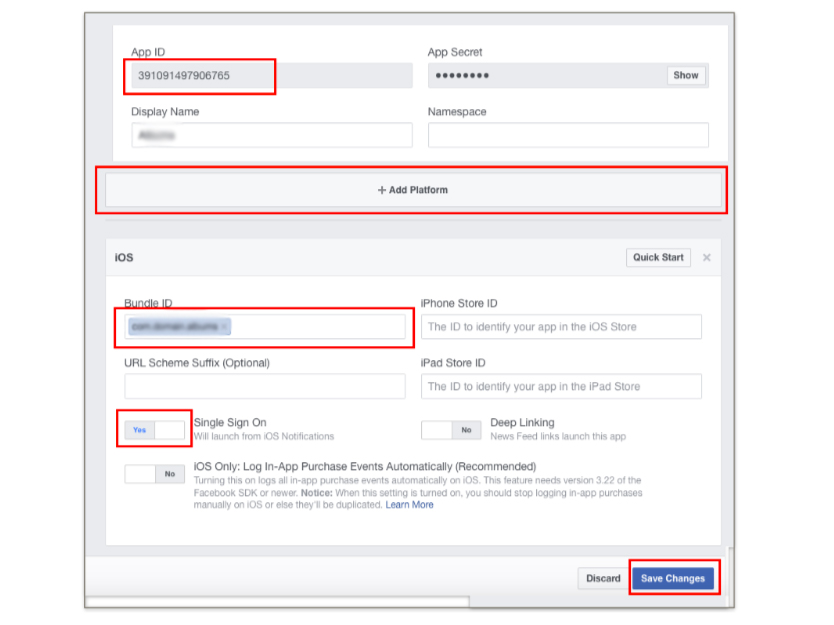 App ID
App Secret
391091497906765
●●●●●●●●
Show
Display Name
Namespace
+ Add Platform
iOS
Quick Start
×
Bundle ID
iPhone Store ID
The ID to identify your app in the iOS Store
URL Scheme Suffix (Optional)
iPad Store ID
The ID to identify your app in the iPad Store
Yes
Single Sign On
Will launch from iOS Notifications
No
Deep Linking
News Feed links launch this app
No
iOS Only: Log In-App Purchase Events Automatically (Recommended)
Turning this on logs all in-app purchase events automatically on iOS. This feature needs version 3.22 of the
Facebook SDK or newer. Notice: When this setting is turned on, you should stop logging in-app purchases
manually on iOS or else they'll be duplicated. Learn More
Discard
Save Changes